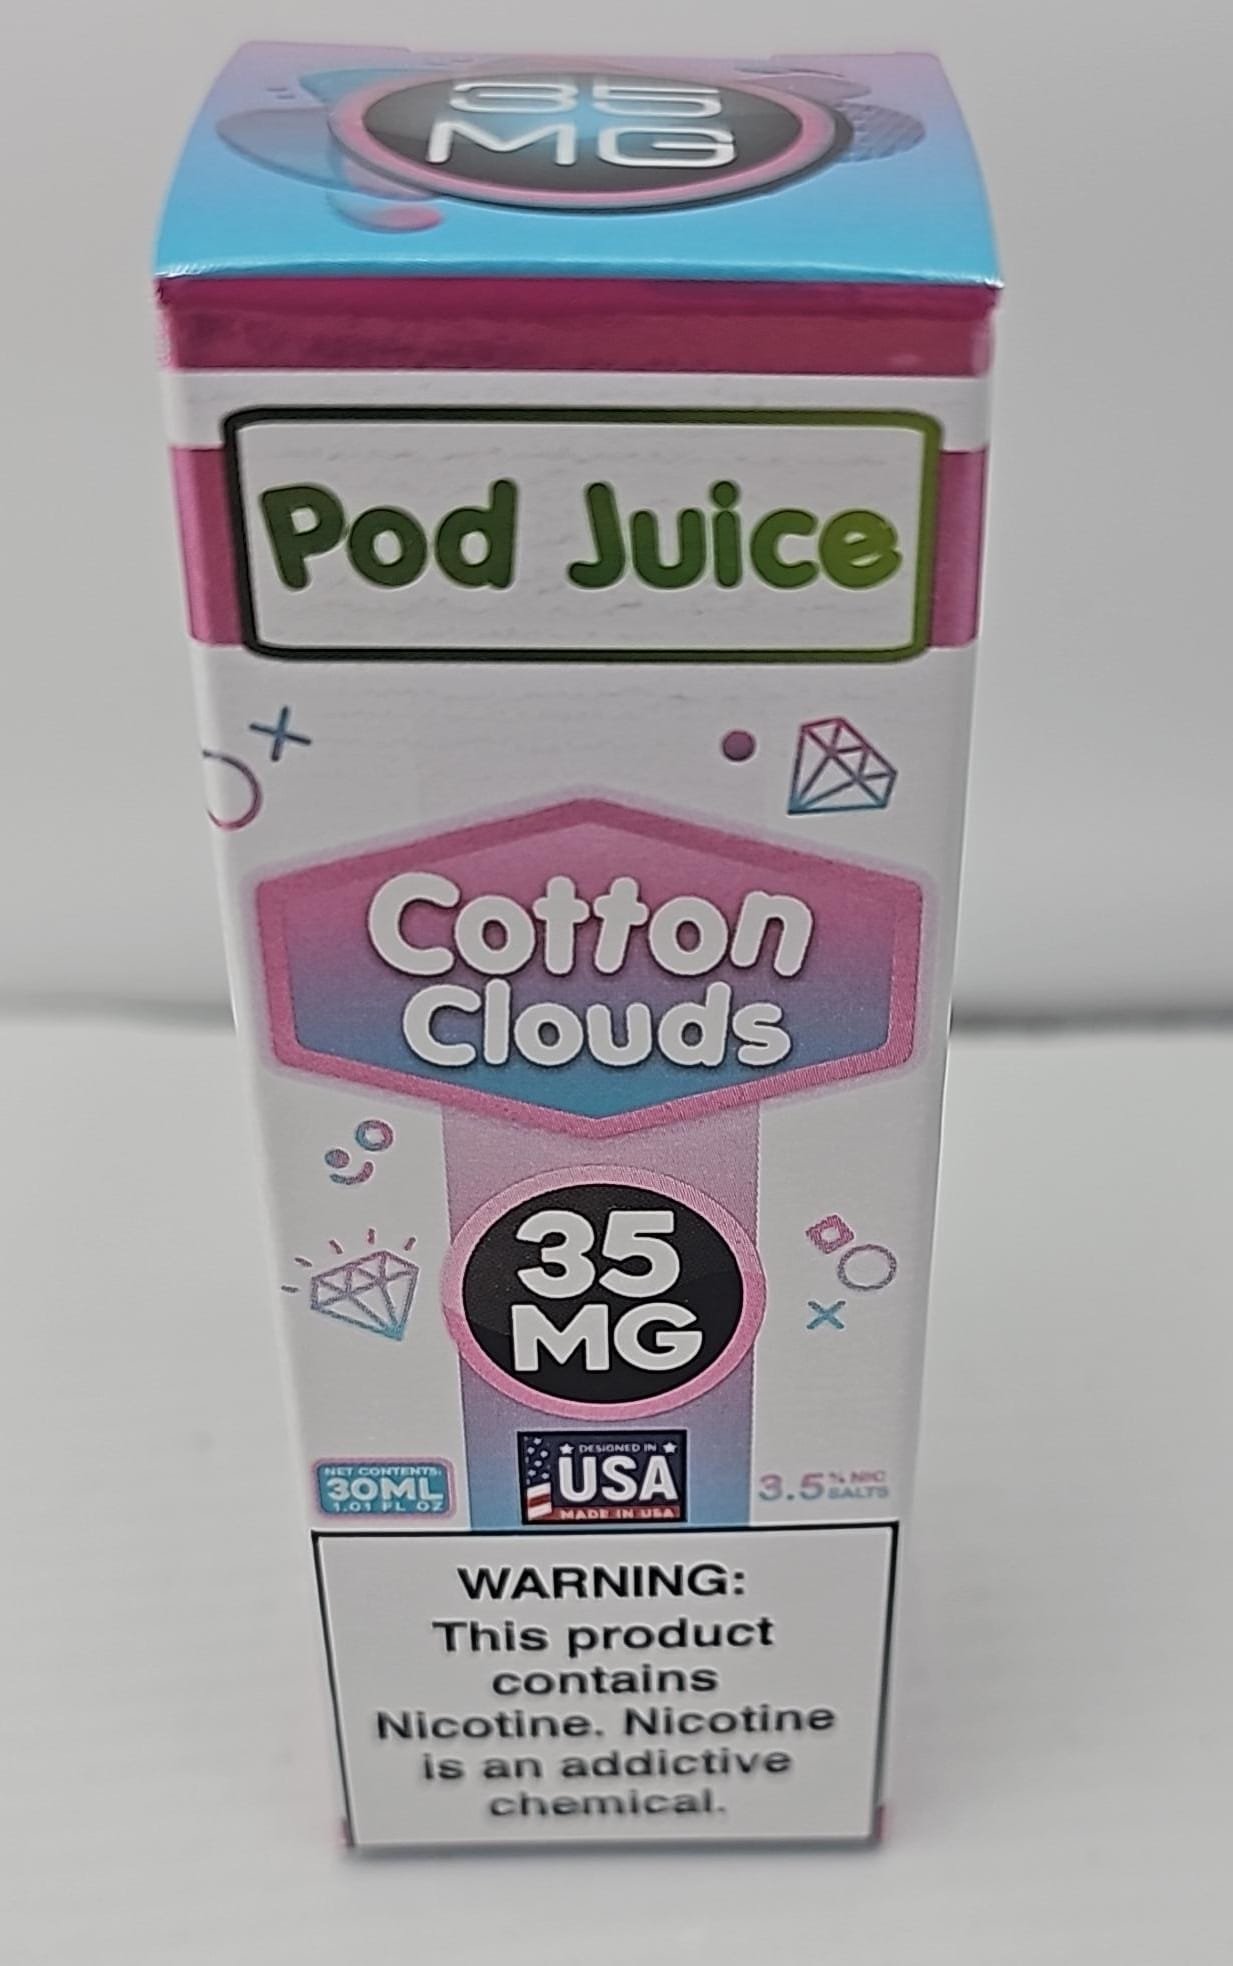 35
MG
Pod Juice
Cotton
Clouds
35
MG
NET CONTENTS:
30ML
1.01 FL OZ
DESIGNED IN
USA
MADE IN USA
3.5% NIC
SALTS
WARNING:
This product
contains
Nicotine. Nicotine
is an addictive
chemical.